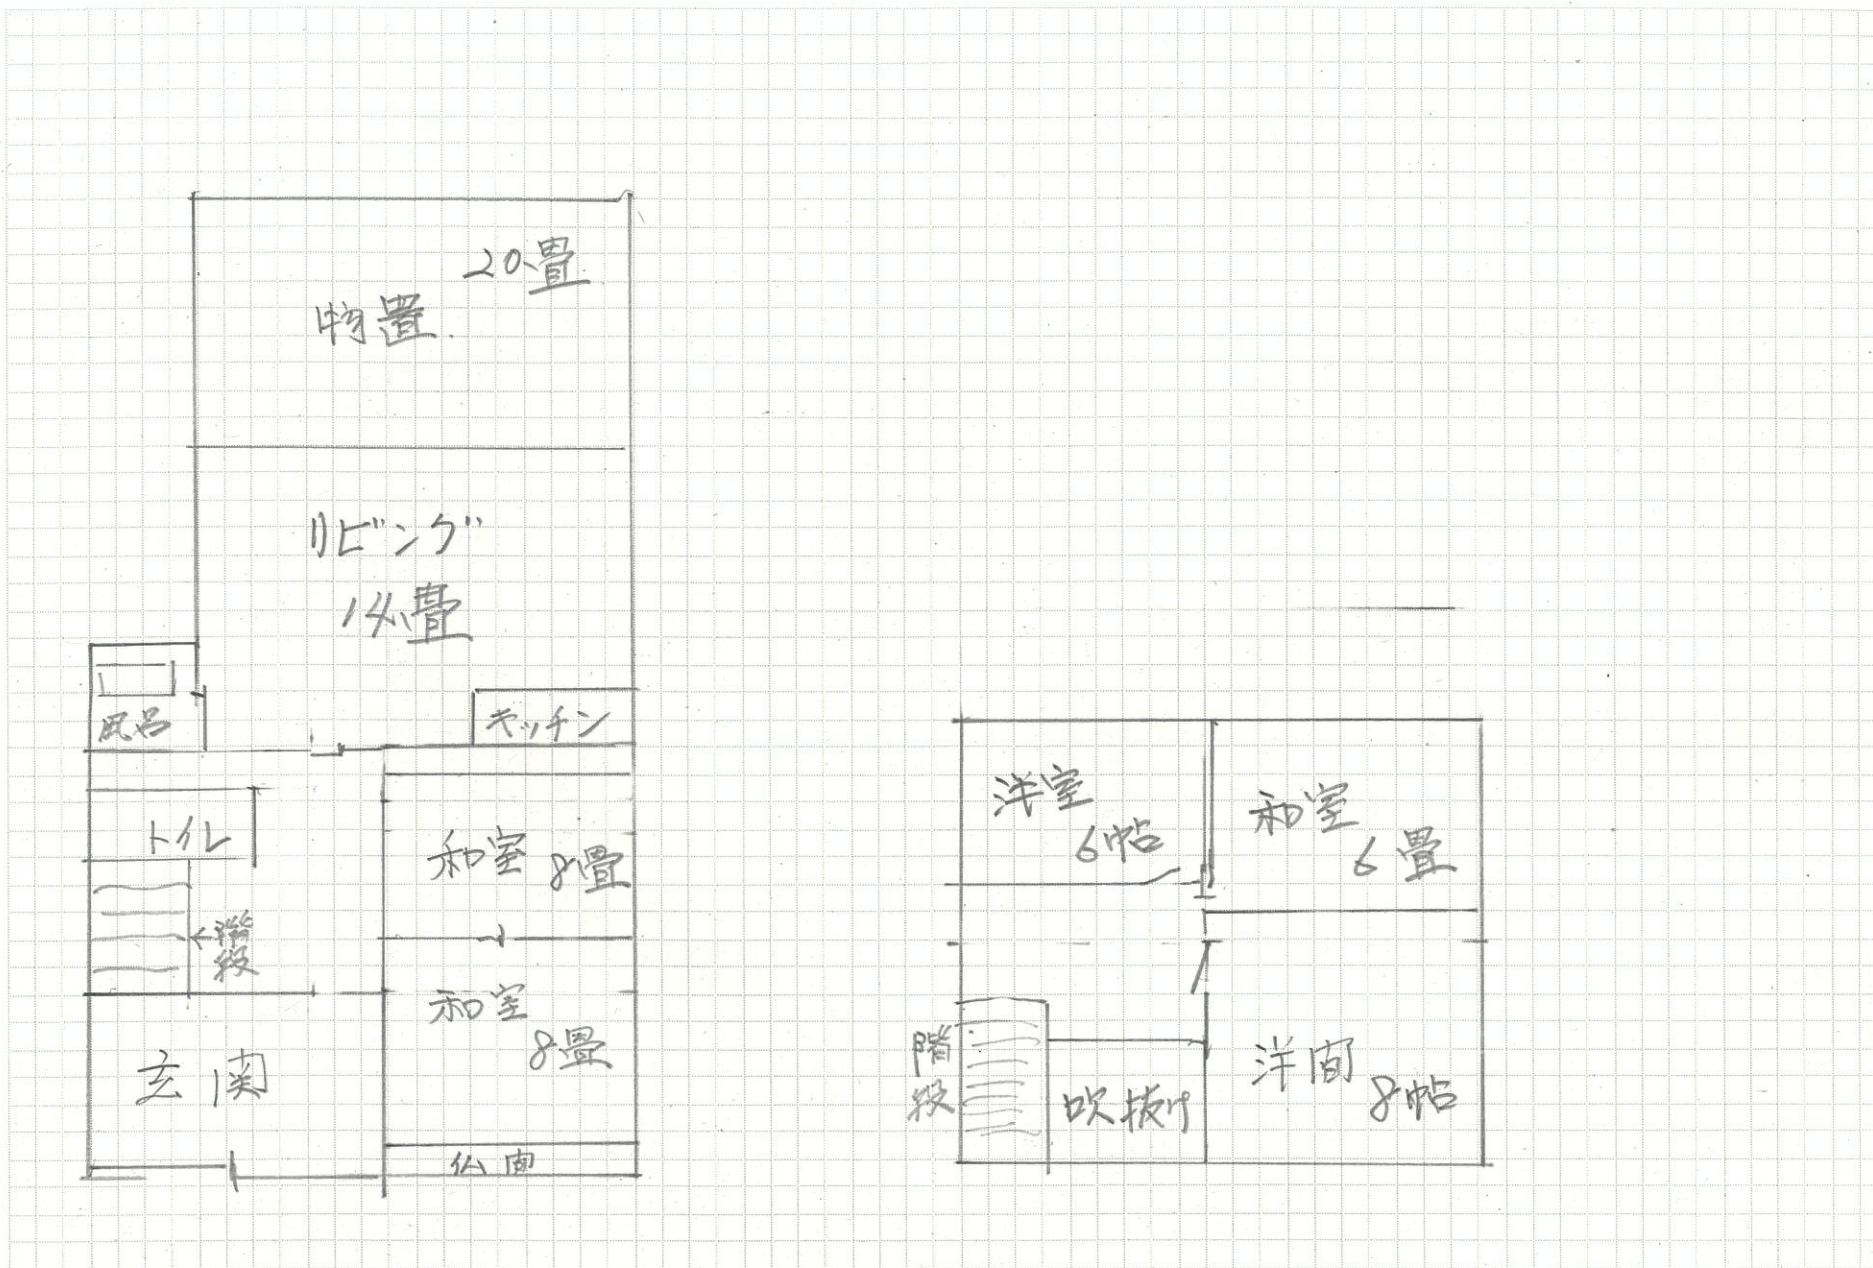 20畳
物置
リビング
14畳
風呂
キッチン
トイレ
和室 8畳
階段
和室
8畳
玄関
仏間
洋室
6帖
和室
6畳
階段
吹抜け
洋間 8帖